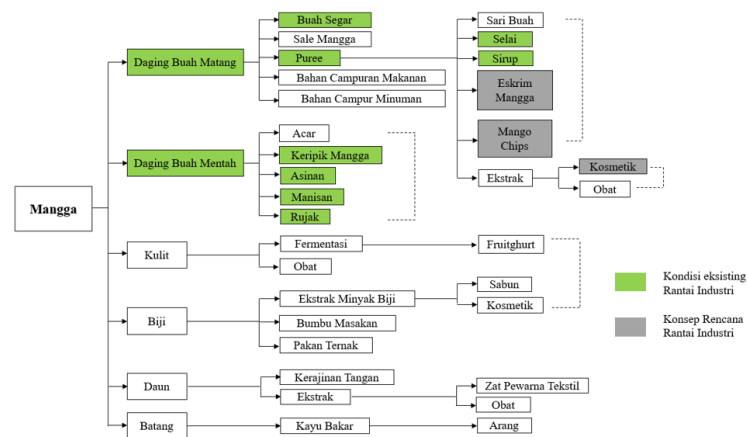 Mangga
Daging Buah Matang
Buah Segar
Sale Mangga
Puree
Bahan Campuran Makanan
Bahan Campur Minuman
Sari Buah
Selai
Sirup
Eskrim
Mangga
Mango
Chips
Ekstrak
Kosmetik
Obat
Daging Buah Mentah
Acar
Keripik Mangga
Asinan
Manisan
Rujak
Kulit
Fermentasi
Obat
Fruitghurt
Biji
Ekstrak Minyak Biji
Bumbu Masakan
Pakan Ternak
Sabun
Kosmetik
Daun
Kerajinan Tangan
Ekstrak
Zat Pewarna Tekstil
Obat
Batang
Kayu Bakar
Arang
Kondisi eksisting
Rantai Industri
Konsep Rencana
Rantai Industri